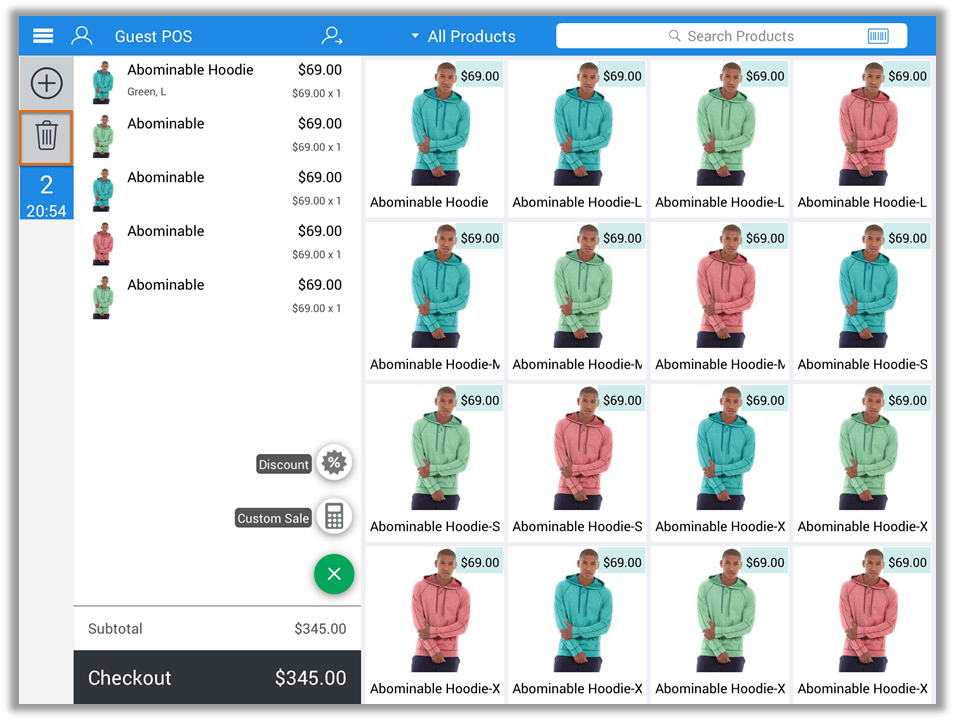 Guest POS
All Products
Search Products
2
20:54
Abominable Hoodie $69.00
Green, L $69.00 x 1
Abominable $69.00
$69.00 x 1
Abominable $69.00
$69.00 x 1
Abominable $69.00
$69.00 x 1
Abominable $69.00
$69.00 x 1
Discount
%
Custom Sale
Subtotal $345.00
Checkout $345.00
$69.00 $69.00 $69.00 $69.00
Abominable Hoodie Abominable Hoodie-L Abominable Hoodie-L Abominable Hoodie-L
$69.00 $69.00 $69.00 $69.00
Abominable Hoodie-M Abominable Hoodie-M Abominable Hoodie-M Abominable Hoodie-S
$69.00 $69.00 $69.00 $69.00
Abominable Hoodie-S Abominable Hoodie-S Abominable Hoodie-X Abominable Hoodie-X
$69.00 $69.00 $69.00 $69.00
Abominable Hoodie-X Abominable Hoodie-X Abominable Hoodie-X Abominable Hoodie-X